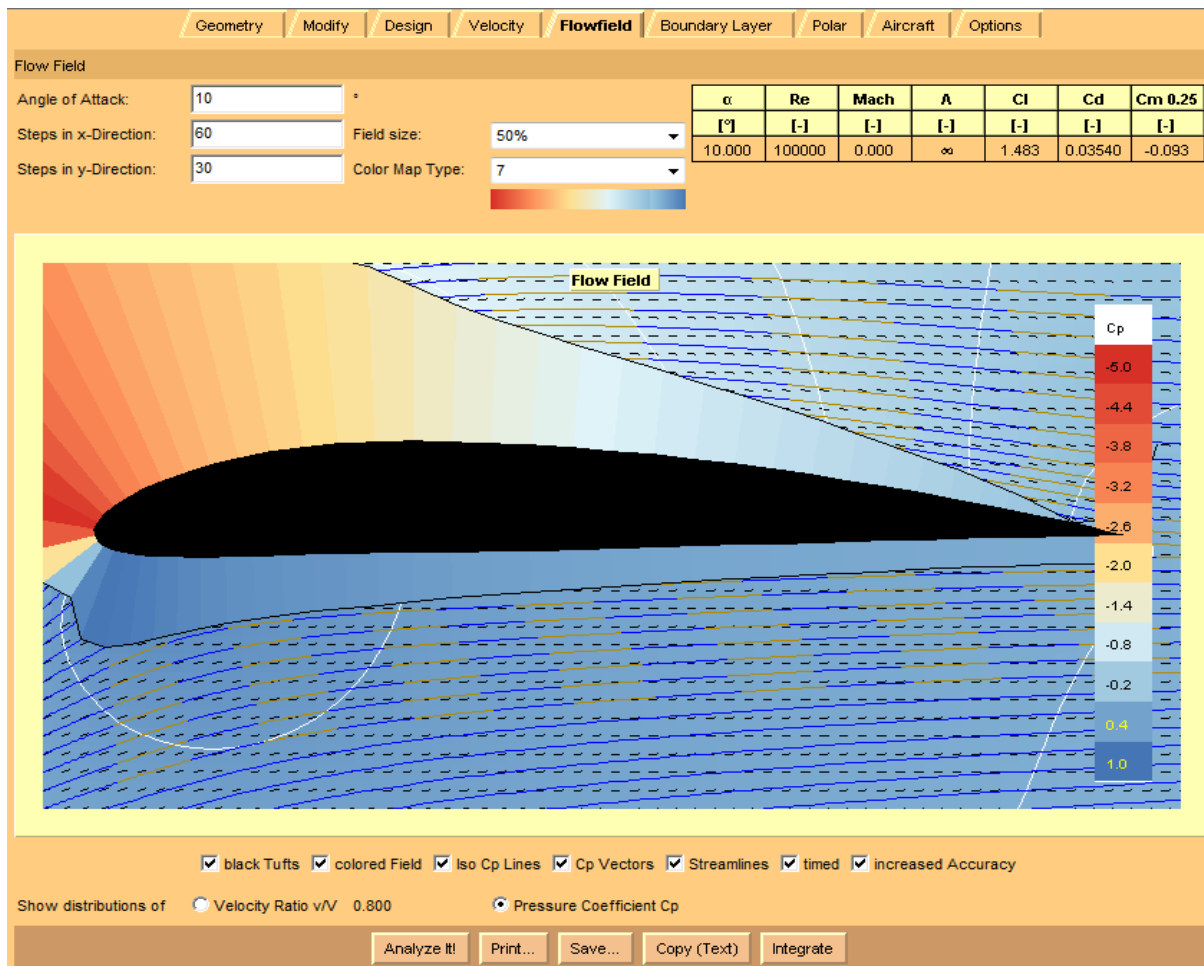 Geometry Modify Design Velocity Flowfield Boundary Layer Polar Aircraft Options
Flow Field
Angle of Attack: 10 °
Steps in x-Direction: 60 Field size: 50%
Steps in y-Direction: 30 Color Map Type: 7
α Re Mach Λ Cl Cd Cm 0.25
[°] [-] [-] [-] [-] [-] [-]
10.000 100000 0.000 ∞ 1.483 0.03540 -0.093
Flow Field
Cp
-5.0
-4.4
-3.8
-3.2
-2.6
-2.0
-1.4
-0.8
-0.2
0.4
1.0
black Tufts colored Field Iso Cp Lines Cp Vectors Streamlines timed increased Accuracy
Show distributions of Velocity Ratio v/V 0.800 Pressure Coefficient Cp
Analyze It! Print... Save... Copy (Text) Integrate